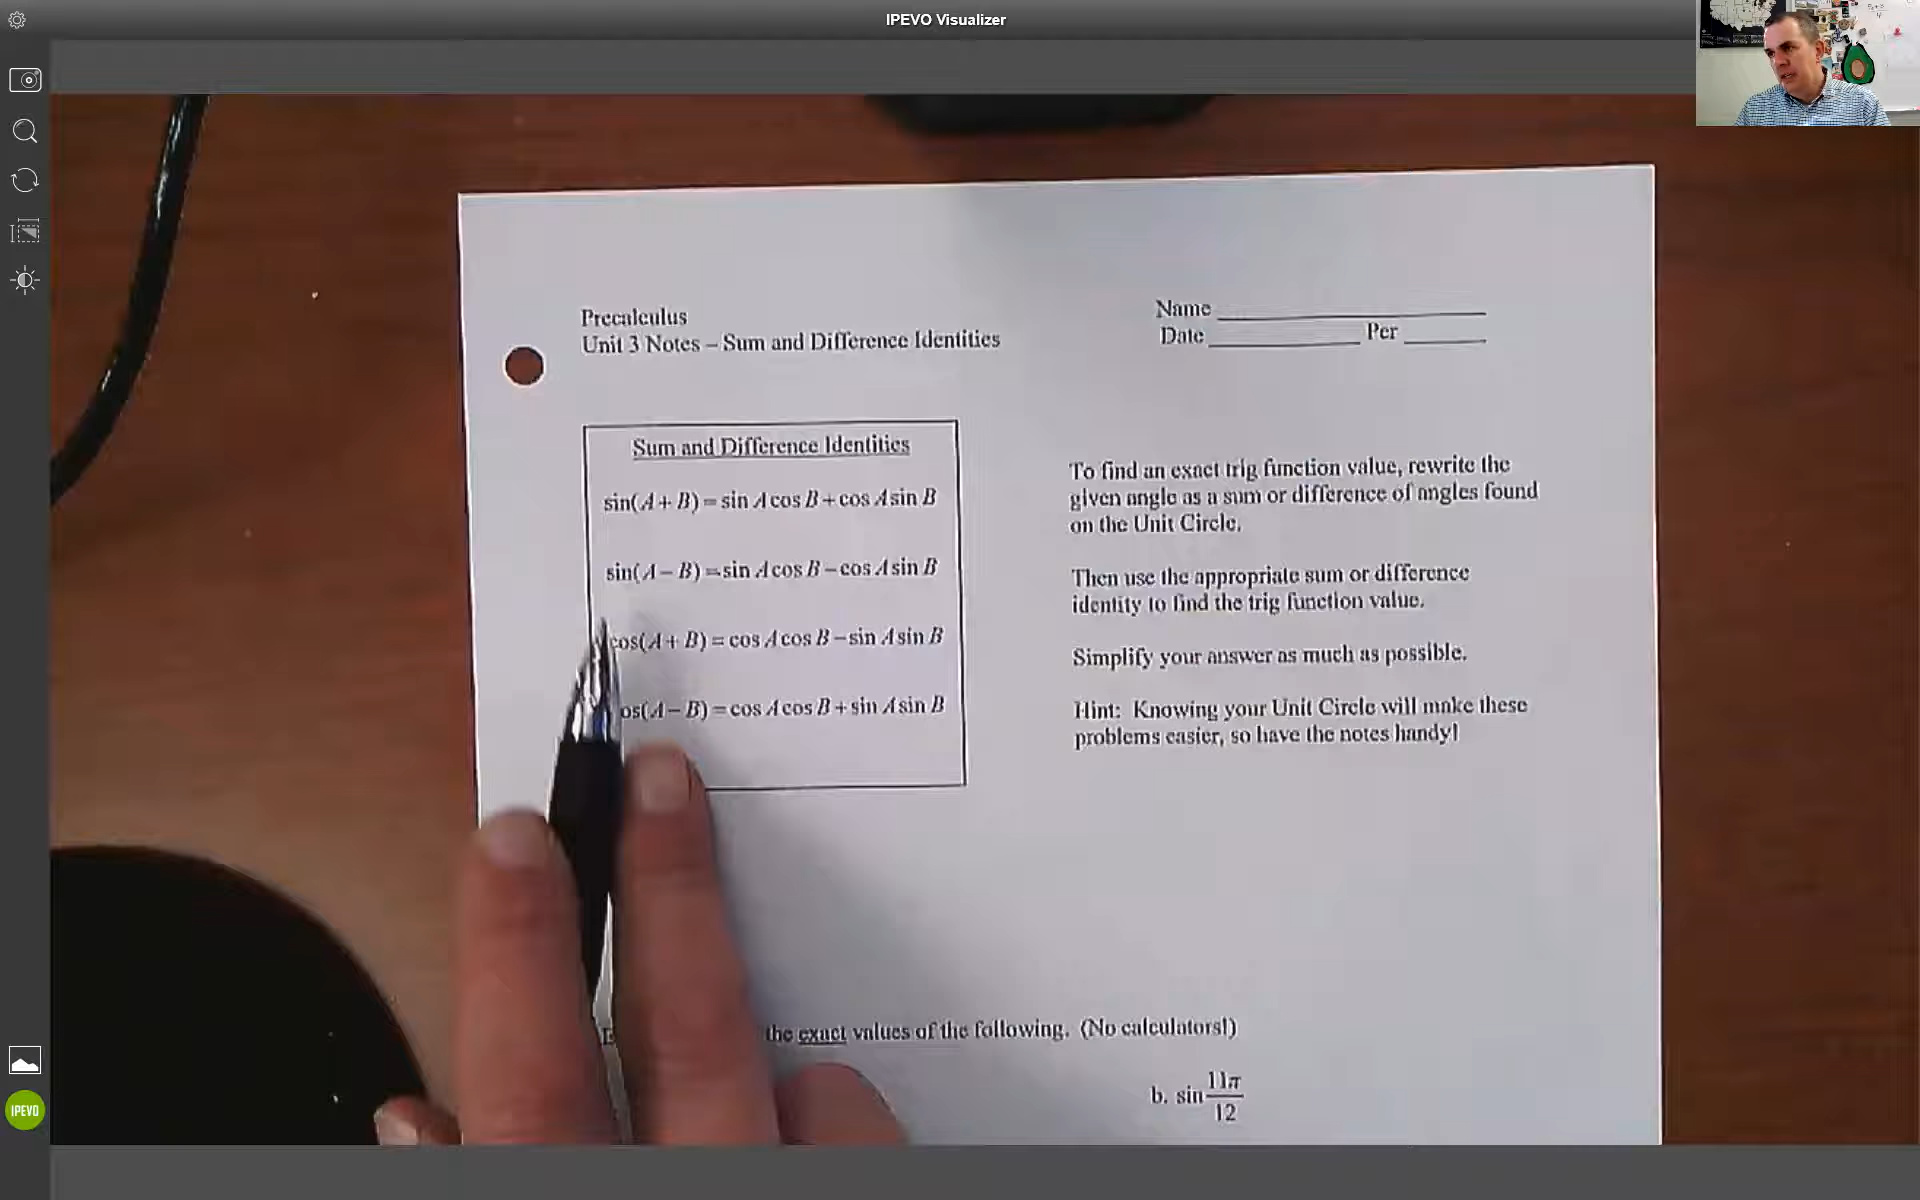 IPEVO Visualizer
Precalculus
Unit 3 Notes – Sum and Difference Identities
Name
Date Per
Sum and Difference Identities
sin(A + B) = sin A cos B + cos A sin B
sin(A − B) = sin A cos B − cos A sin B
cos(A + B) = cos A cos B − sin A sin B
os(A − B) = cos A cos B + sin A sin B
To find an exact trig function value, rewrite the
given angle as a sum or difference of angles found
on the Unit Circle.
Then use the appropriate sum or difference
identity to find the trig function value.
Simplify your answer as much as possible.
Hint: Knowing your Unit Circle will make these
problems easier, so have the notes handy!
the exact values of the following. (No calculators!)
b. sin 11π/12
IPEVO